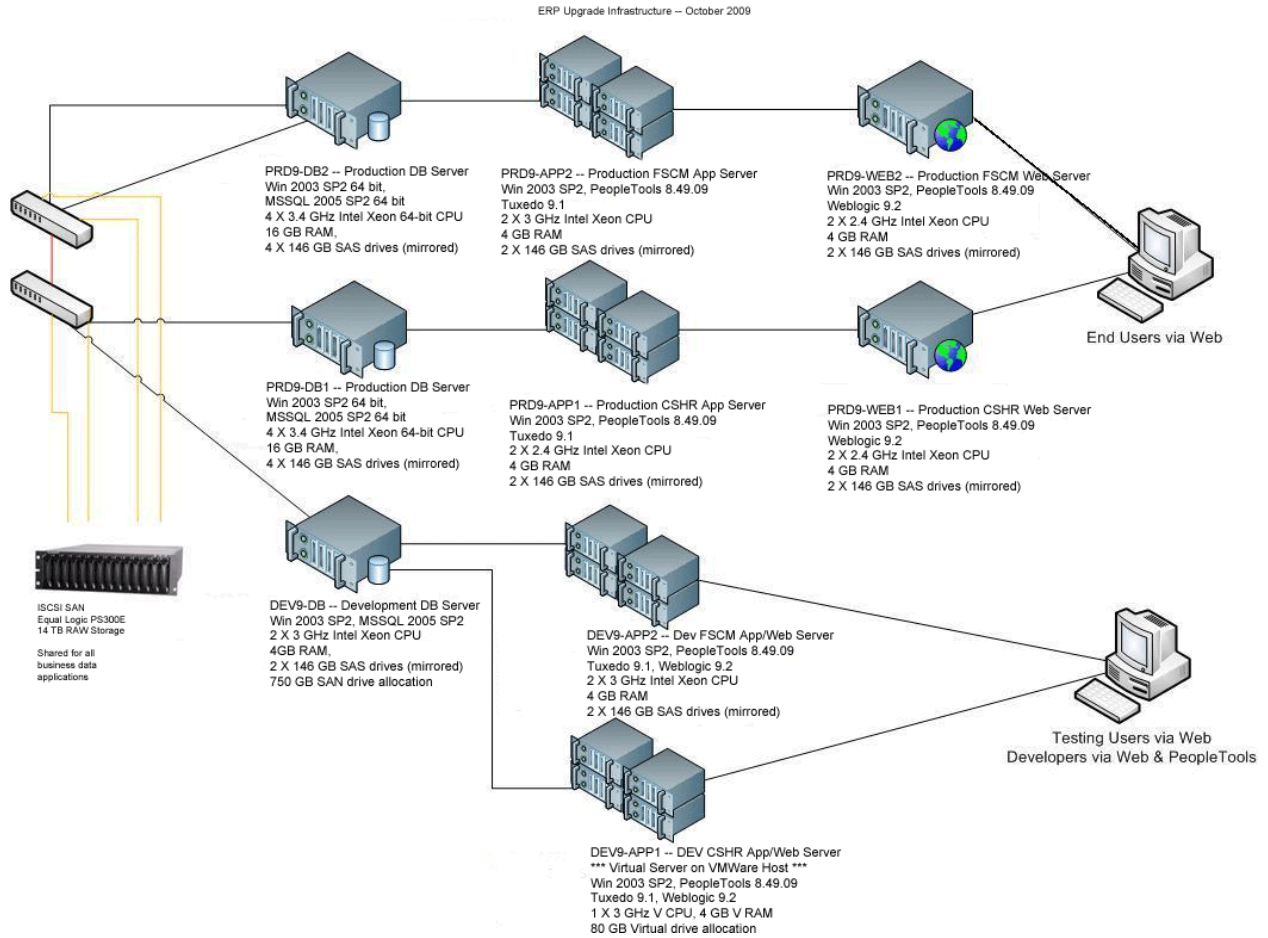 ERP Upgrade Infrastructure -- October 2009
PRD9-DB2 -- Production DB Server
Win 2003 SP2 64 bit,
MSSQL 2005 SP2 64 bit
4 X 3.4 GHz Intel Xeon 64-bit CPU
16 GB RAM,
4 X 146 GB SAS drives (mirrored)
PRD9-APP2 -- Production FSCM App Server
Win 2003 SP2, PeopleTools 8.49.09
Tuxedo 9.1
2 X 3 GHz Intel Xeon CPU
4 GB RAM
2 X 146 GB SAS drives (mirrored)
PRD9-WEB2 -- Production FSCM Web Server
Win 2003 SP2, PeopleTools 8.49.09
Weblogic 9.2
2 X 2.4 GHz Intel Xeon CPU
4 GB RAM
2 X 146 GB SAS drives (mirrored)
End Users via Web
PRD9-DB1 -- Production DB Server
Win 2003 SP2 64 bit,
MSSQL 2005 SP2 64 bit
4 X 3.4 GHz Intel Xeon 64-bit CPU
16 GB RAM,
4 X 146 GB SAS drives (mirrored)
PRD9-APP1 -- Production CSHR App Server
Win 2003 SP2, PeopleTools 8.49.09
Tuxedo 9.1
2 X 2.4 GHz Intel Xeon CPU
4 GB RAM
2 X 146 GB SAS drives (mirrored)
PRD9-WEB1 -- Production CSHR Web Server
Win 2003 SP2, PeopleTools 8.49.09
Weblogic 9.2
2 X 2.4 GHz Intel Xeon CPU
4 GB RAM
2 X 146 GB SAS drives (mirrored)
ISCSI SAN
Equal Logic PS300E
14 TB RAW Storage
Shared for all
business data
applications
DEV9-DB -- Development DB Server
Win 2003 SP2, MSSQL 2005 SP2
2 X 3 GHz Intel Xeon CPU
4GB RAM,
2 X 146 GB SAS drives (mirrored)
750 GB SAN drive allocation
DEV9-APP2 -- Dev FSCM App/Web Server
Win 2003 SP2, PeopleTools 8.49.09
Tuxedo 9.1, Weblogic 9.2
2 X 3 GHz Intel Xeon CPU
4 GB RAM
2 X 146 GB SAS drives (mirrored)
Testing Users via Web
Developers via Web & PeopleTools
DEV9-APP1 -- DEV CSHR App/Web Server
*** Virtual Server on VMWare Host ***
Win 2003 SP2, PeopleTools 8.49.09
Tuxedo 9.1, Weblogic 9.2
1 X 3 GHz V CPU, 4 GB V RAM
80 GB Virtual drive allocation